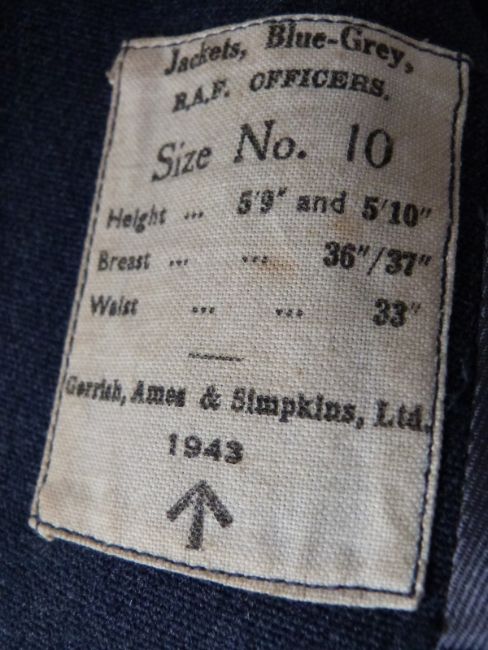 Jackets, Blue-Grey,
R.A.F. OFFICERS.
Size No. 10
Height ... 5'9" and 5'10"
Breast ... ... 36"/37"
Waist ... ... 33"
Gerrish, Ames & Simpkins, Ltd.
1943